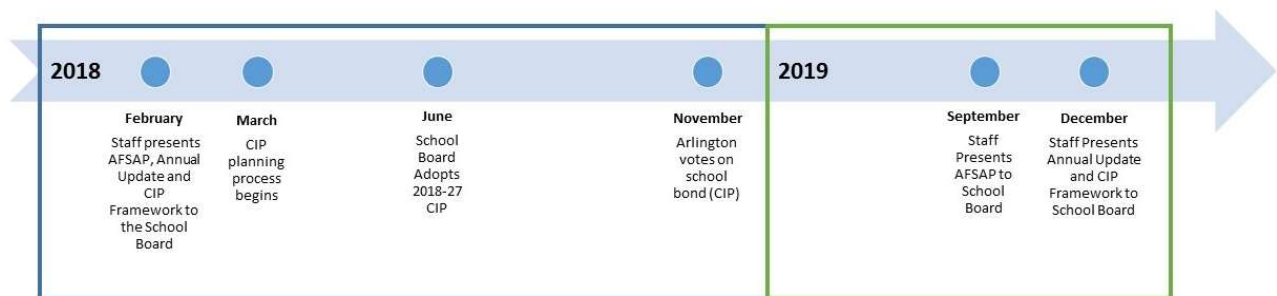 2018
February
Staff presents
AFSAP, Annual
Update and
CIP
Framework to
the School
Board
March
CIP
planning
process
begins
June
School
Board
Adopts
2018-27
CIP
November
Arlington
votes on
school
bond (CIP)
2019
September
Staff
Presents
AFSAP to
School
Board
December
Staff Presents
Annual Update
and CIP
Framework to
School Board